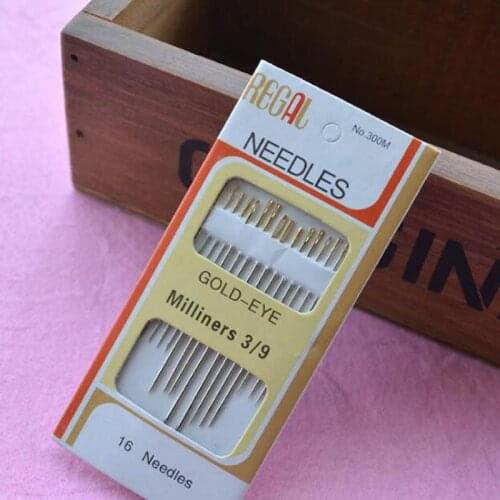 REGAL
No.300M
NEEDLES
GOLD-EYE
Milliners 3/9
16 Needles